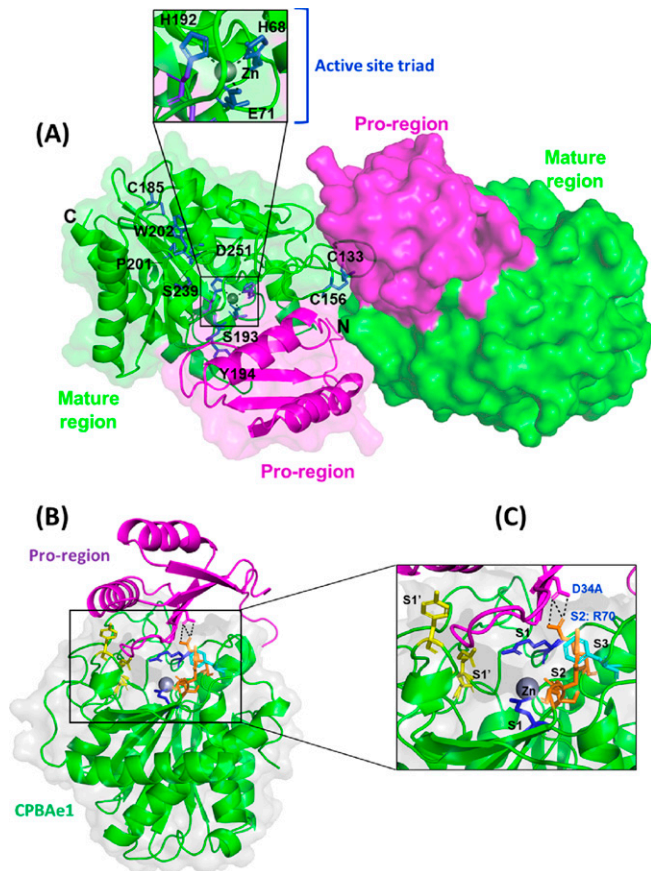 H192
H68
Zn
E71
Active site triad
(A)
Pro-region
Mature
region
C185
C
W202
D251
C133
P201
S239
C156
N
S193
Y194
Mature
region
Pro-region
(B)
(C)
Pro-region
D34A
S1'
S2: R70
S1
S3
S1'
S2
Zn
S1
CPBAe1